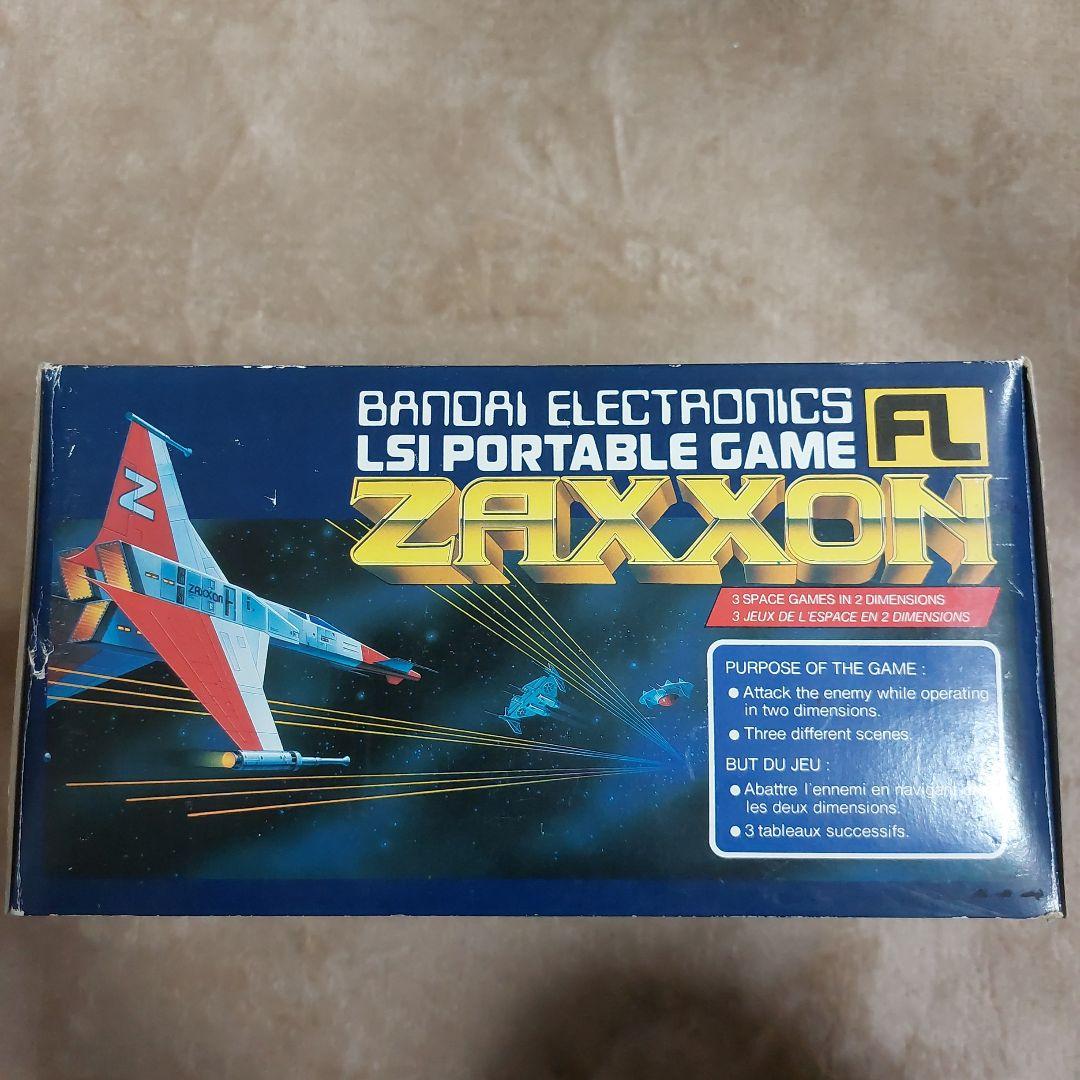 BANDAI ELECTRONICS
LSI PORTABLE GAME
FL
ZAXXON
Z
ZAXXON
3 SPACE GAMES IN 2 DIMENSIONS
3 JEUX DE L'ESPACE EN 2 DIMENSIONS
PURPOSE OF THE GAME :
● Attack the enemy while operating
in two dimensions.
● Three different scenes.
BUT DU JEU :
● Abattre l'ennemi en navigant
les deux dimensions.
● 3 tableaux successifs.